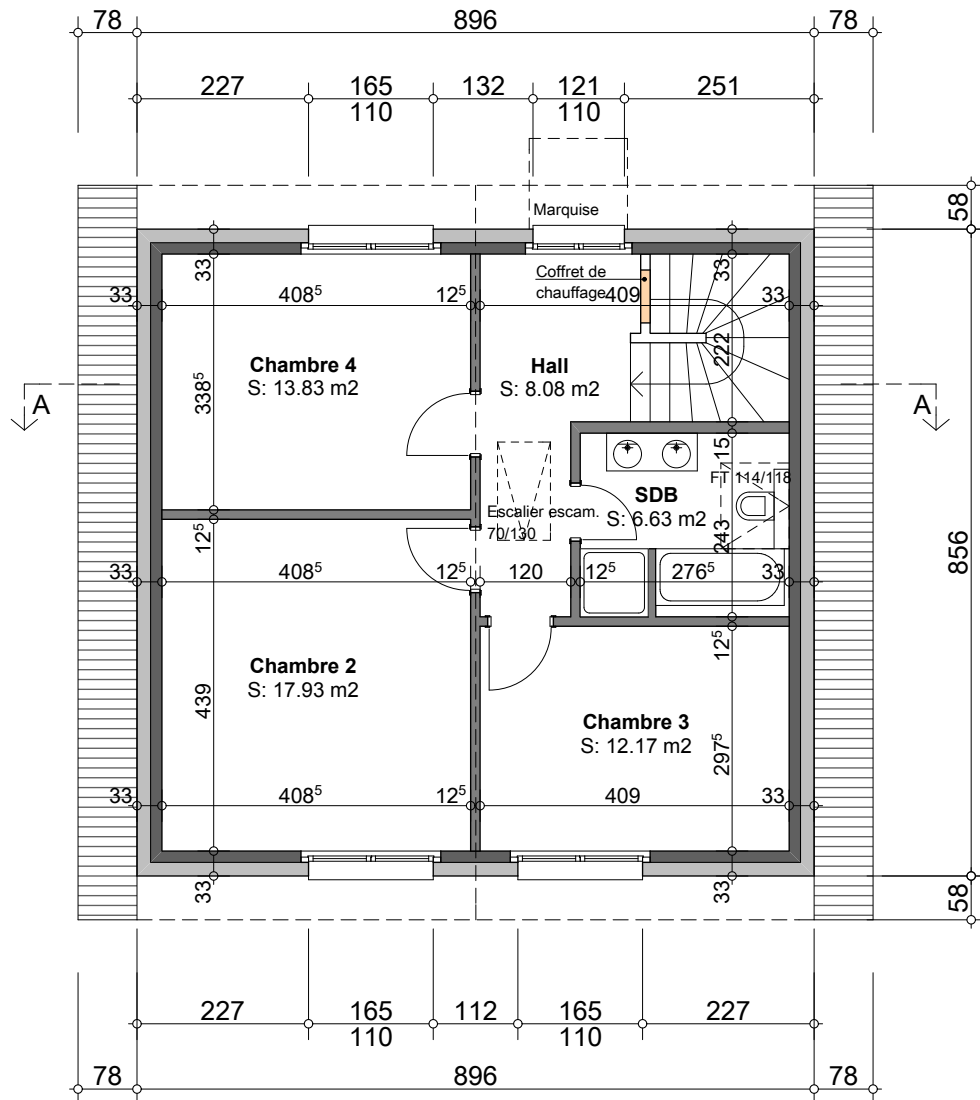 78 896 78
227 165 132 121 251
110 110
58
Marquise
33 33
Coffret de
chauffage
33 408⁵ 12⁵ 409 33
Chambre 4
S: 13.83 m2
Hall
S: 8.08 m2
222
338⁵
A A
15
FT 114/118
SDB
S: 6.63 m2
Escalier escam.
70/130
243
12⁵
856
33 408⁵ 12⁵ 120 12⁵ 276⁵ 33
12⁵
Chambre 2
S: 17.93 m2
439
Chambre 3
S: 12.17 m2
297⁵
33 408⁵ 12⁵ 409 33
33 33
58
227 165 112 165 227
110 110
78 896 78